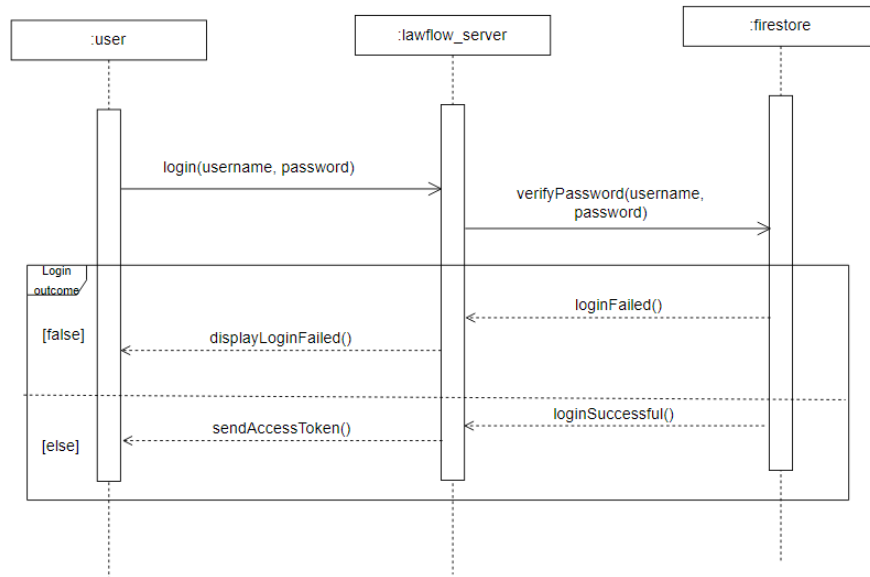 :user
:lawflow_server
:firestore
login(username, password)
verifyPassword(username,
password)
Login
outcome
loginFailed()
[false]
displayLoginFailed()
loginSuccessful()
sendAccessToken()
[else]